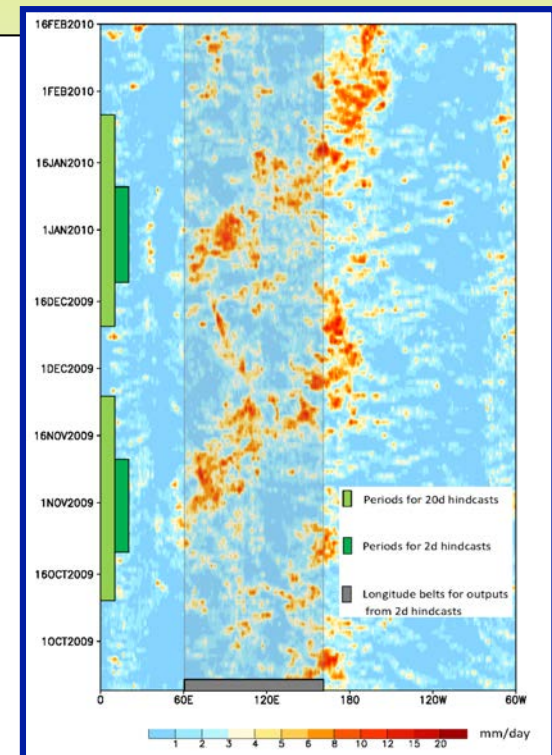 16FEB2010
1FEB2010
16JAN2010
1JAN2010
16DEC2009
1DEC2009
16NOV2009
1NOV2009
16OCT2009
1OCT2009
Periods for 20d hindcasts
Periods for 2d hindcasts
Longitude belts for outputs
from 2d hindcasts
0 60E 120E 180 120W 60W
1 2 3 4 5 6 8 10 12 15 20 mm/day